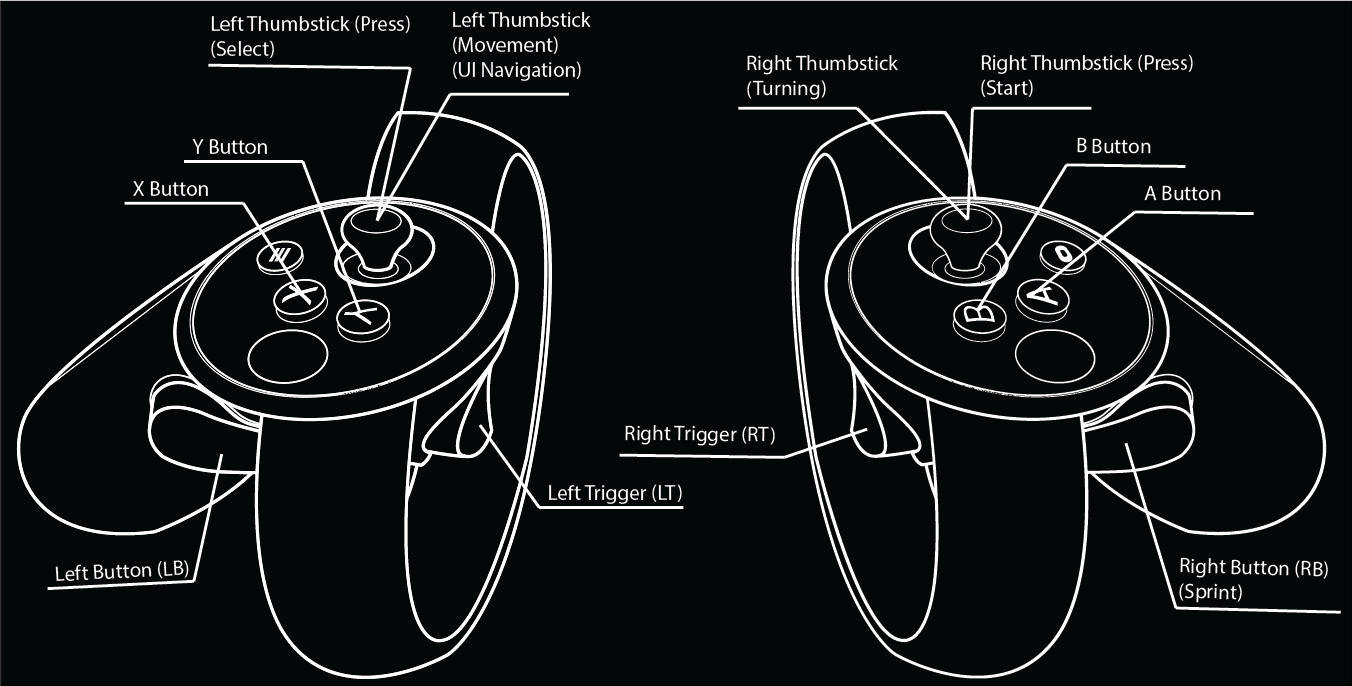 Left Thumbstick (Press)
(Select)
Left Thumbstick
(Movement)
(UI Navigation)
Right Thumbstick
(Turning)
Right Thumbstick (Press)
(Start)
Y Button
X Button
B Button
A Button
X
Y
B
A
Right Trigger (RT)
Left Trigger (LT)
Left Button (LB)
Right Button (RB)
(Sprint)